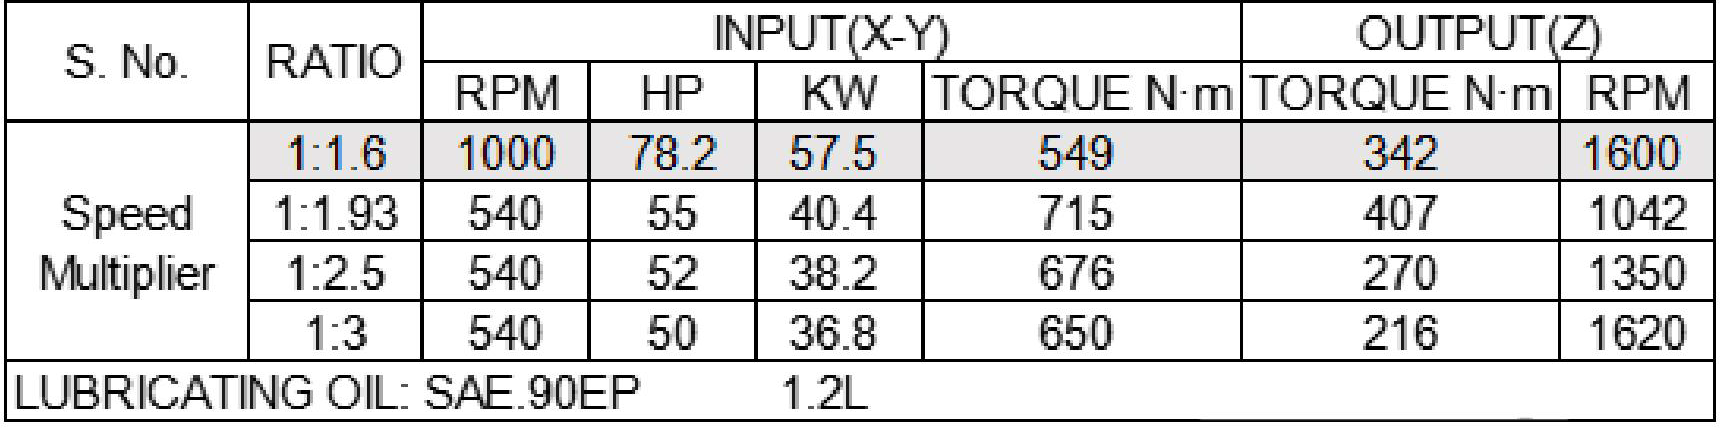 S. No. RATIO INPUT(X-Y) OUTPUT(Z)
RPM HP KW TORQUE N·m TORQUE N·m RPM
1:1.6 1000 78.2 57.5 549 342 1600
Speed Multiplier
1:1.93 540 55 40.4 715 407 1042
1:2.5 540 52 38.2 676 270 1350
1:3 540 50 36.8 650 216 1620
LUBRICATING OIL: SAE.90EP 1.2L